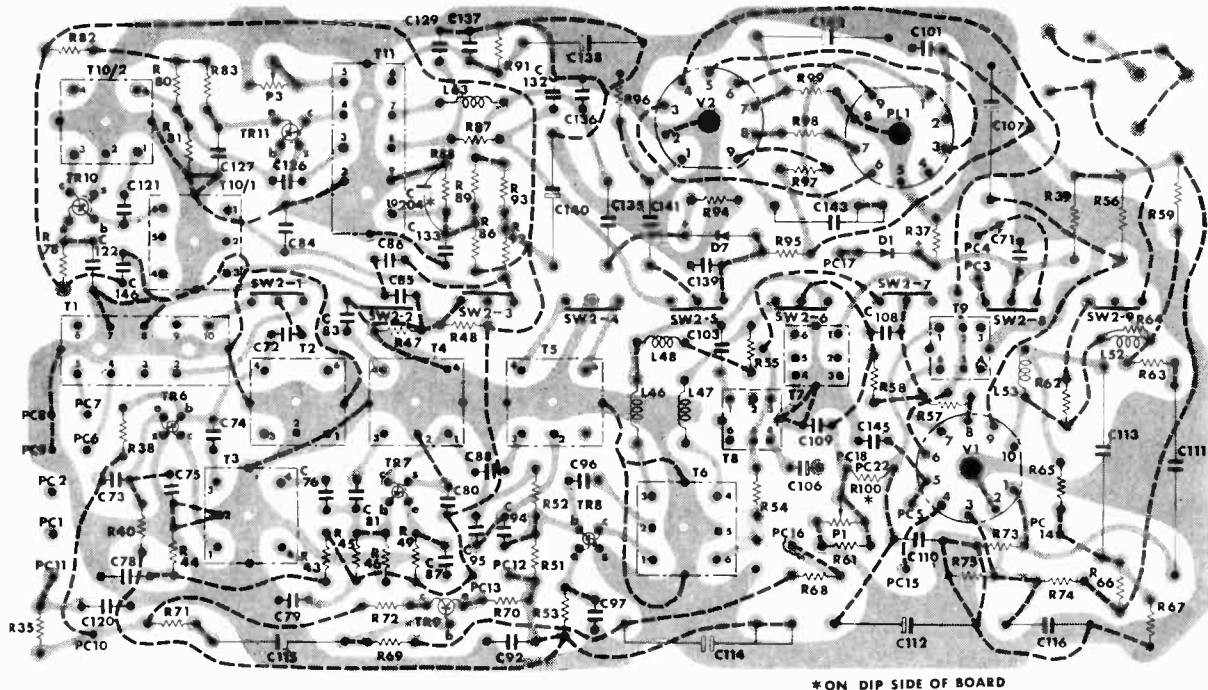 C129 C137
C143
C101
R82
T11
C138
R91
T10/2
R80
R83
C132
R99
P3
L43
C136
R96
V2
PL1
C107
R81
TR11
R87
R98
C127
C126
R88
R97
TR10
C121
T10/1
C204 *
R89
R93
C140
C135
C141
R94
C143
R39
R56
R59
R78
C122
C84
C133
R86
D7
R95
D1
R37
PC4
C71
C146
C86
C139
PC17
PC3
T1
SW2-1
C85
SW2-2
SW2-3
SW2-4
SW2-5
SW2-6
SW2-7
T9
SW2-8
SW2-9
R64
C72
T2
C83
R47
T4
R48
T5
C103
C108
L48
R55
L52
R63
L53
R62
R58
PC8
PC7
TR6
L46
L47
T7
R57
PC9
PC6
R38
C74
T8
C109
C145
V1
C113
C111
T3
C88
C96
T6
C106
C18
PC22
R65
PC2
C73
C75
C76
TR7
C80
R52
TR8
R54
R100
*
PC5
PC1
R40
C81
C94
P1
PC14
R45
R49
C95
PC16
R61
C110
R73
PC11
C78
R44
R43
R46
C87
PC12
R51
R68
PC15
R75
R66
R35
C120
R71
C79
R72
TR9
PC13
R70
R53
C97
R74
R67
PC10
C115
R69
C92
C114
C112
C116
*ON DIP SIDE OF BOARD